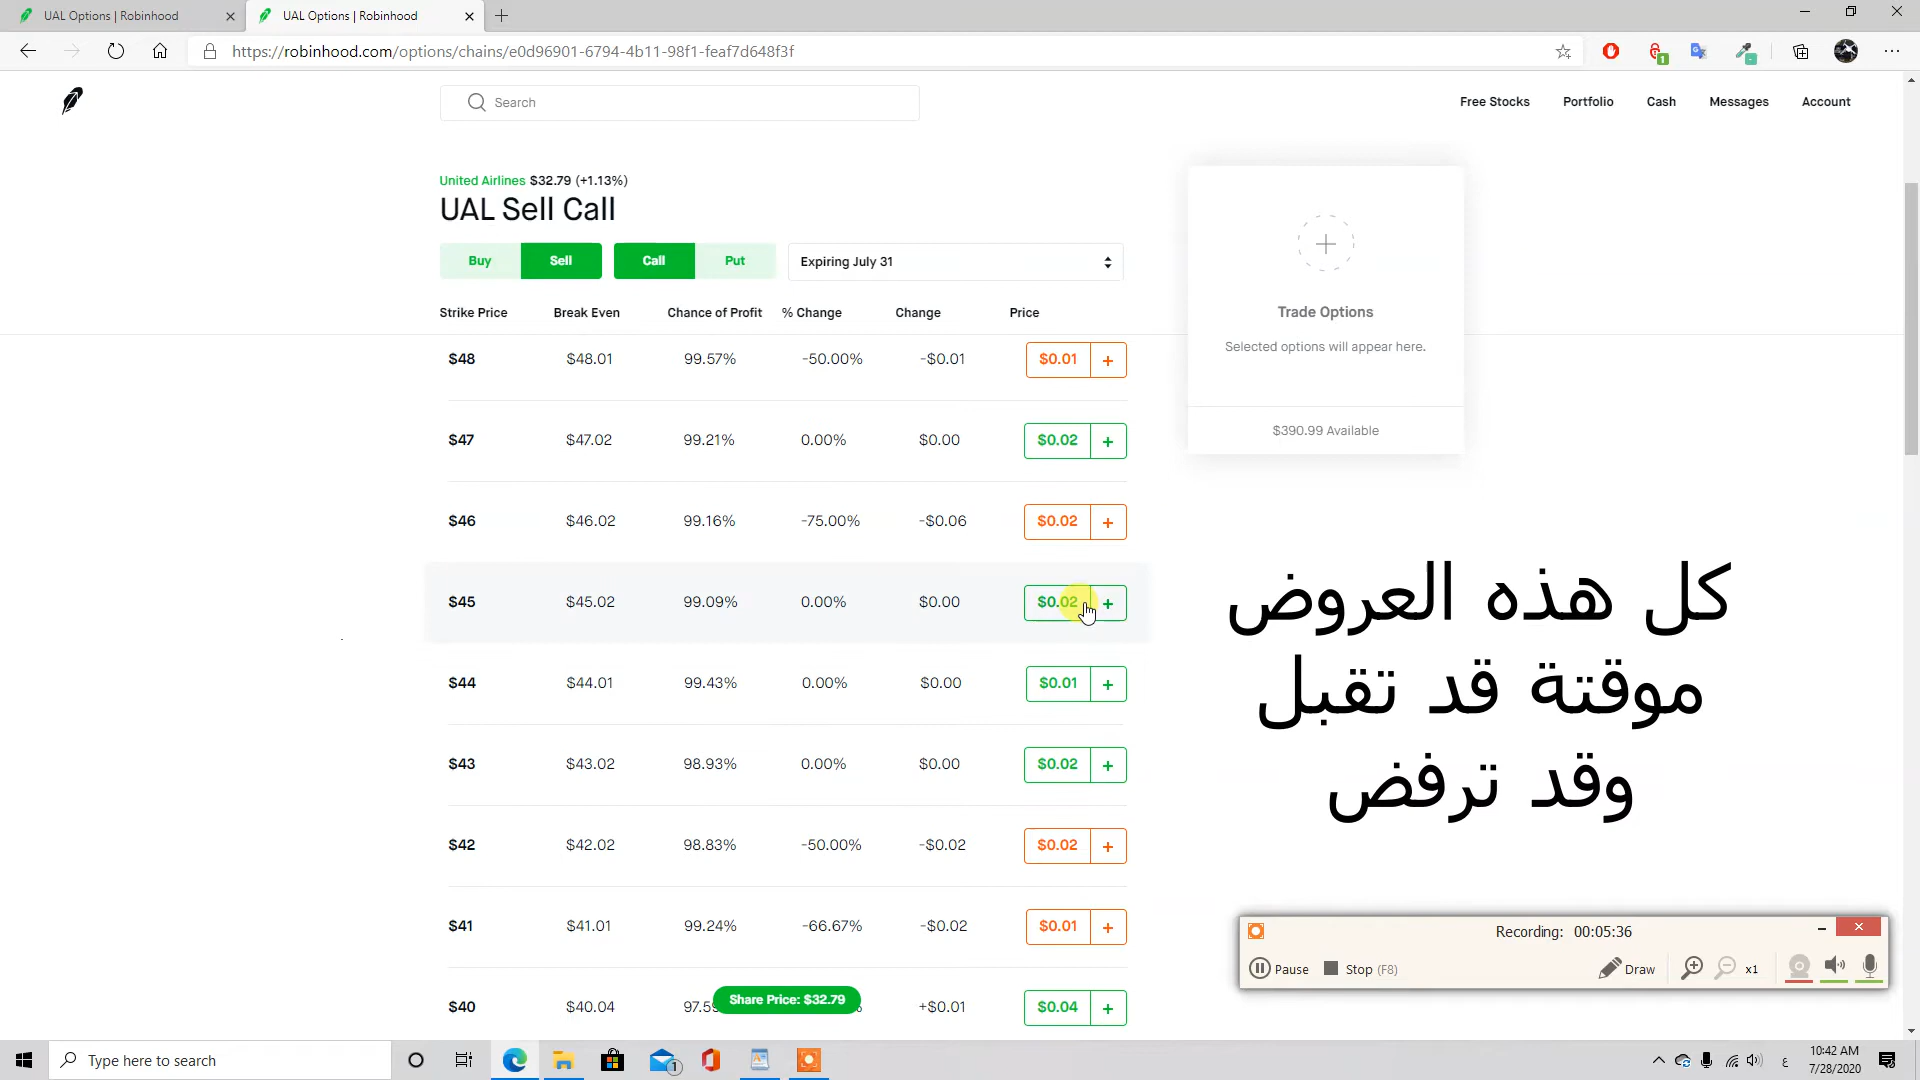 UAL Options | Robinhood
UAL Options | Robinhood
https://robinhood.com/options/chains/e0d96901-6794-4b11-98f1-feaf7d648f3f
1
Search
Free Stocks Portfolio Cash Messages Account
United Airlines $32.79 (+1.13%)
UAL Sell Call
Buy Sell Call Put Expiring July 31
Strike Price Break Even Chance of Profit % Change Change Price
$48 $48.01 99.57% -50.00% -$0.01 $0.01 +
$47 $47.02 99.21% 0.00% $0.00 $0.02 +
$46 $46.02 99.16% -75.00% -$0.06 $0.02 +
$45 $45.02 99.09% 0.00% $0.00 $0.02 +
$44 $44.01 99.43% 0.00% $0.00 $0.01 +
$43 $43.02 98.93% 0.00% $0.00 $0.02 +
$42 $42.02 98.83% -50.00% -$0.02 $0.02 +
$41 $41.01 99.24% -66.67% -$0.02 $0.01 +
$40 $40.04 +$0.01 $0.04 +
Share Price: $32.79
Trade Options
Selected options will appear here.
$390.99 Available
كل هذه العروض
موقتة قد تقبل
وقد ترفض
Recording: 00:05:36
Pause Stop (F8) Draw x1
Type here to search
1
ع
10:42 AM
7/28/2020